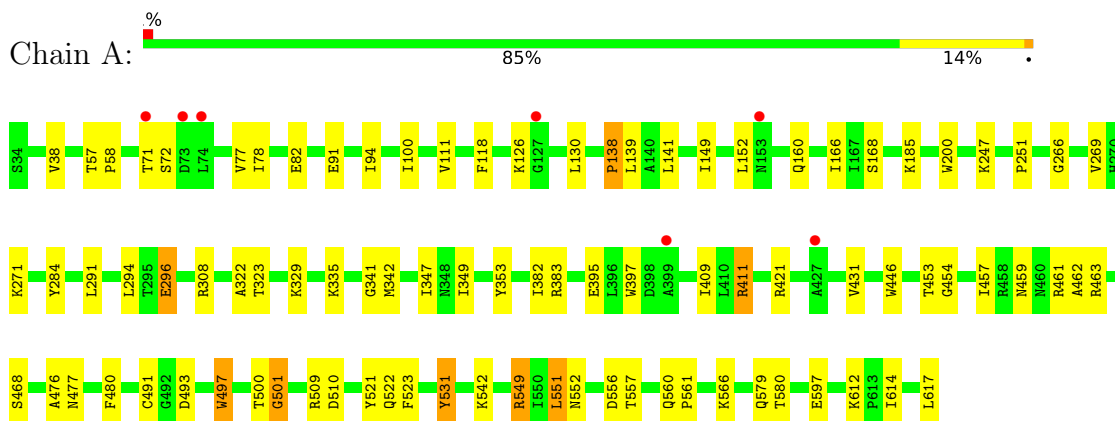 .%
Chain A:
85% 14% •
S34 V38 T57 P58 T71 S72 D73 L74 V77 I78 E82 E91 I94 I100 V111 F118 K126 G127 L130 P138 L139 A140 L141 I149 L152 N153 Q160 I166 I167 S168 K185 W200 K247 P251 G266 V269 H270
K271 Y284 L291 L294 T295 E296 R308 A322 T323 K329 K335 G341 M342 I347 N348 I349 Y353 I382 R383 E395 L396 W397 D398 A399 I409 L410 R411 R421 A427 V431 W446 T453 G454 I457 R458 N459 N460 R461 A462 R463
S468 A476 N477 F480 C491 G492 D493 W497 T500 G501 R509 D510 Y521 Q522 F523 Y531 K542 R549 I550 L551 N552 D556 T557 Q560 P561 K566 Q579 T580 E597 K612 P613 I614 L617